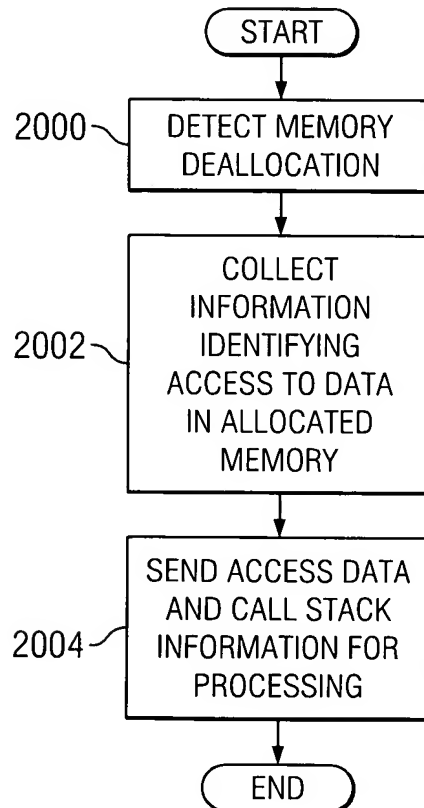 START
2000
DETECT MEMORY
DEALLOCATION
2002
COLLECT
INFORMATION
IDENTIFYING
ACCESS TO DATA
IN ALLOCATED
MEMORY
2004
SEND ACCESS DATA
AND CALL STACK
INFORMATION FOR
PROCESSING
END